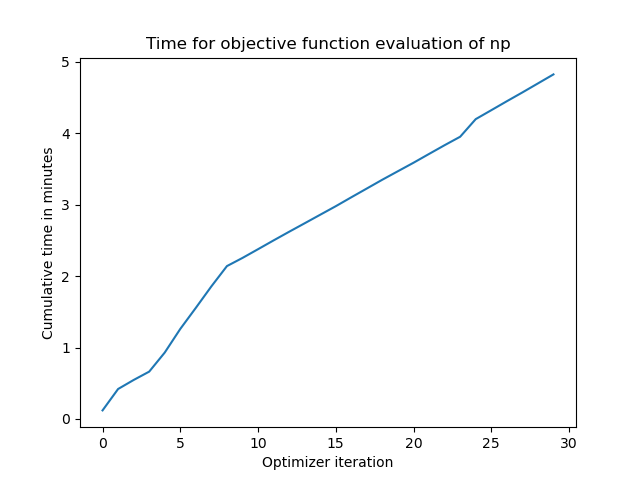 Time for objective function evaluation of np
Cumulative time in minutes
5
4
3
2
1
0
0 5 10 15 20 25 30
Optimizer iteration